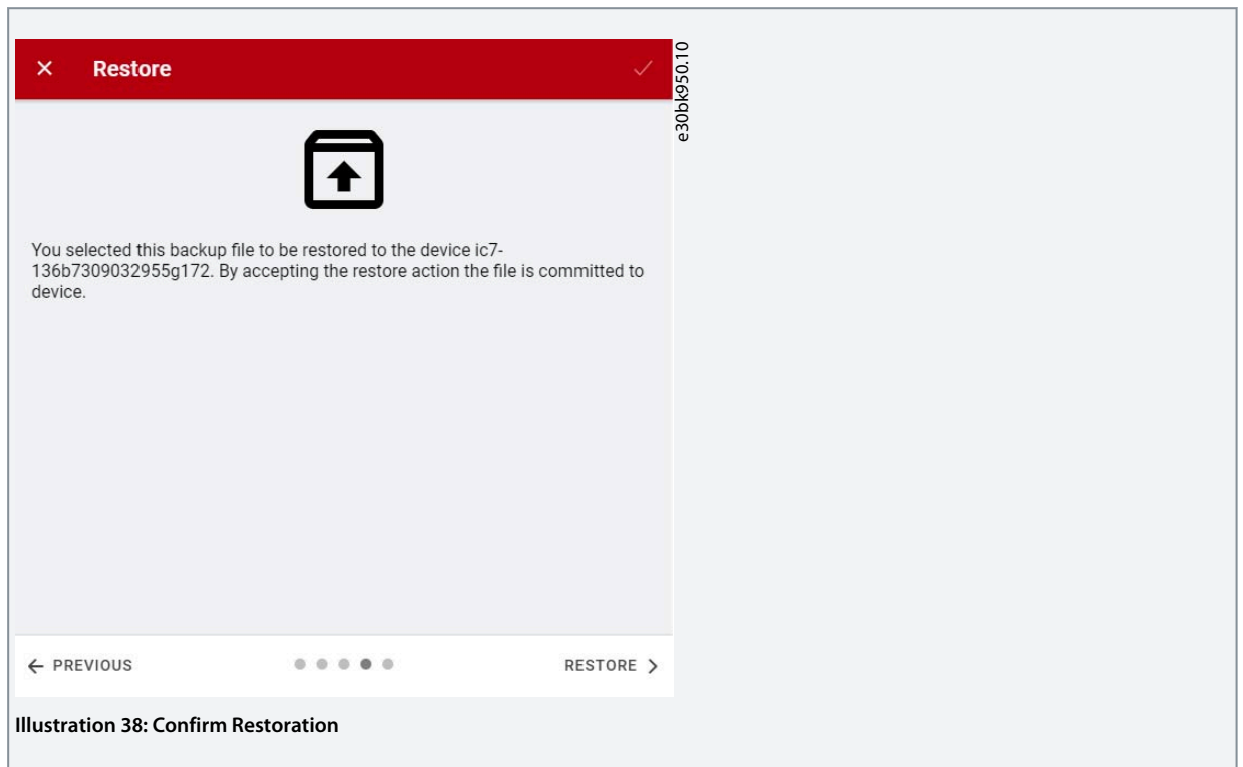 Restore
e30bk950.10
You selected this backup file to be restored to the device ic7-
136b7309032955g172. By accepting the restore action the file is committed to
device.
PREVIOUS
RESTORE
Illustration 38: Confirm Restoration